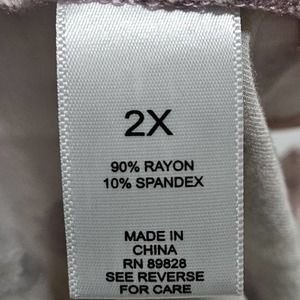 2X
90% RAYON
10% SPANDEX
MADE IN
CHINA
RN 89828
SEE REVERSE
FOR CARE